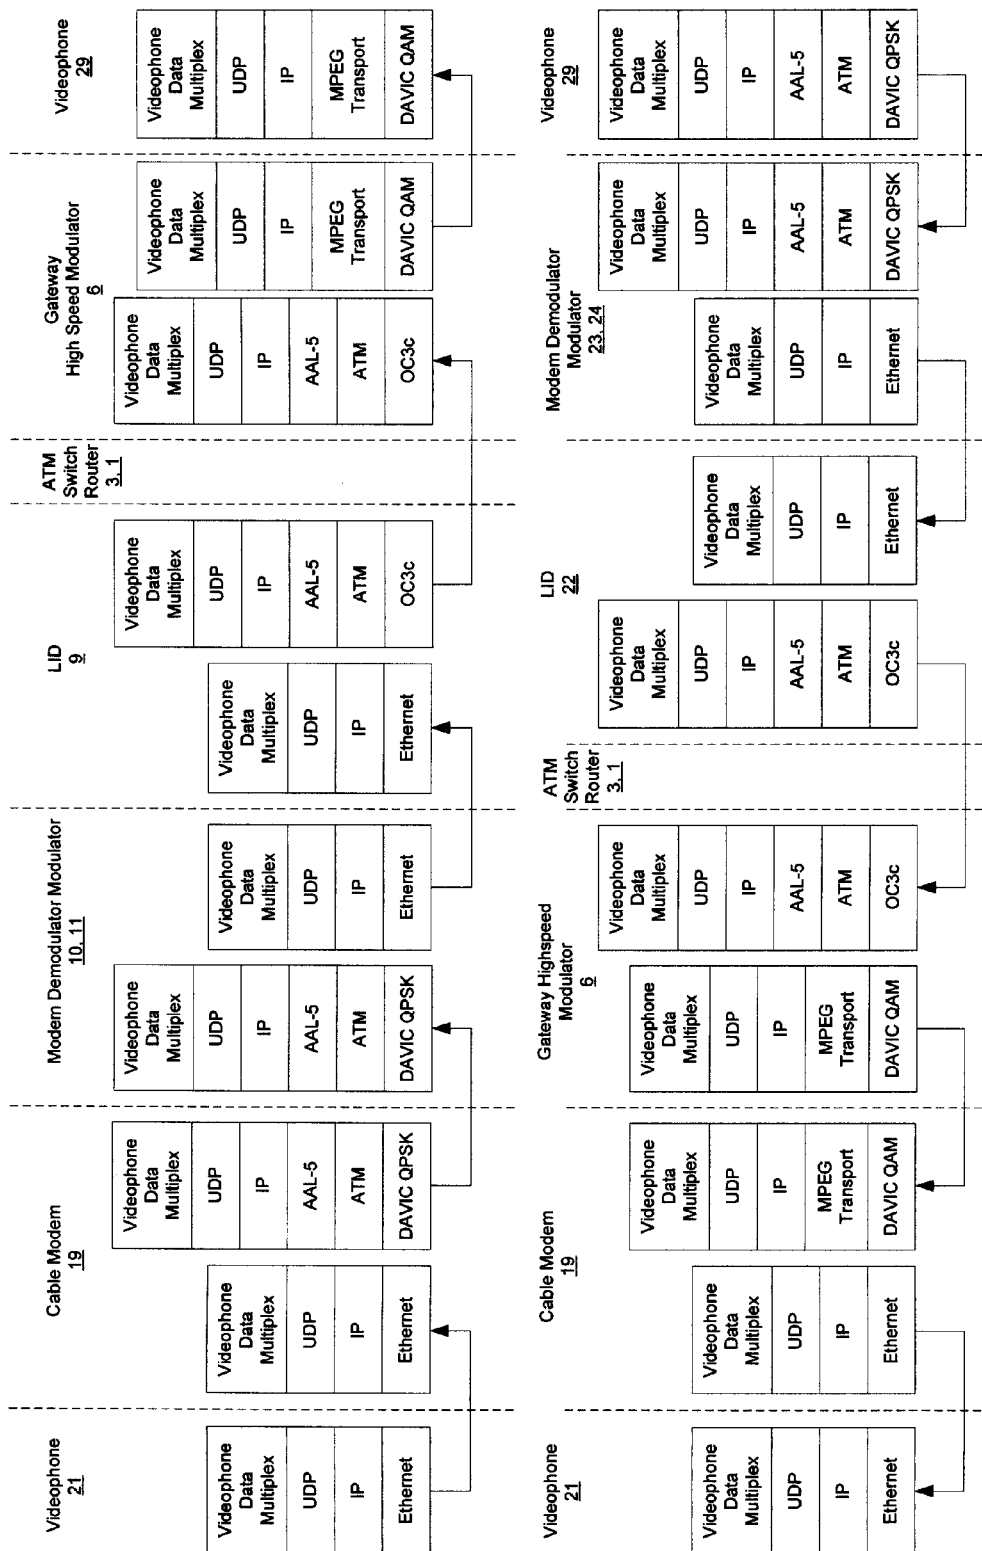 Videophone
21
Videophone
Data
Multiplex
UDP
IP
Ethernet
Cable Modem
19
Videophone
Data
Multiplex
UDP
IP
Ethernet
Videophone
Data
Multiplex
UDP
IP
AAL-5
ATM
DAVIC QPSK
Modem Demodulator Modulator
10, 11
Videophone
Data
Multiplex
UDP
IP
AAL-5
ATM
DAVIC QPSK
Videophone
Data
Multiplex
UDP
IP
Ethernet
LID
9
Videophone
Data
Multiplex
UDP
IP
Ethernet
Videophone
Data
Multiplex
UDP
IP
AAL-5
ATM
OC3c
ATM
Switch
Router
3, 1
Gateway
High Speed Modulator
6
Videophone
Data
Multiplex
UDP
IP
AAL-5
ATM
OC3c
Videophone
Data
Multiplex
UDP
IP
MPEG
Transport
DAVIC QAM
Videophone
29
Videophone
Data
Multiplex
UDP
IP
MPEG
Transport
DAVIC QAM
Videophone
21
Videophone
Data
Multiplex
UDP
IP
Ethernet
Cable Modem
19
Videophone
Data
Multiplex
UDP
IP
Ethernet
Videophone
Data
Multiplex
UDP
IP
MPEG
Transport
DAVIC QAM
Gateway Highspeed
Modulator
6
Videophone
Data
Multiplex
UDP
IP
MPEG
Transport
DAVIC QAM
Videophone
Data
Multiplex
UDP
IP
AAL-5
ATM
OC3c
ATM
Switch
Router
3, 1
LID
22
Videophone
Data
Multiplex
UDP
IP
AAL-5
ATM
OC3c
Videophone
Data
Multiplex
UDP
IP
Ethernet
Modem Demodulator
Modulator
23, 24
Videophone
Data
Multiplex
UDP
IP
Ethernet
Videophone
Data
Multiplex
UDP
IP
AAL-5
ATM
DAVIC QPSK
Videophone
29
Videophone
Data
Multiplex
UDP
IP
AAL-5
ATM
DAVIC QPSK